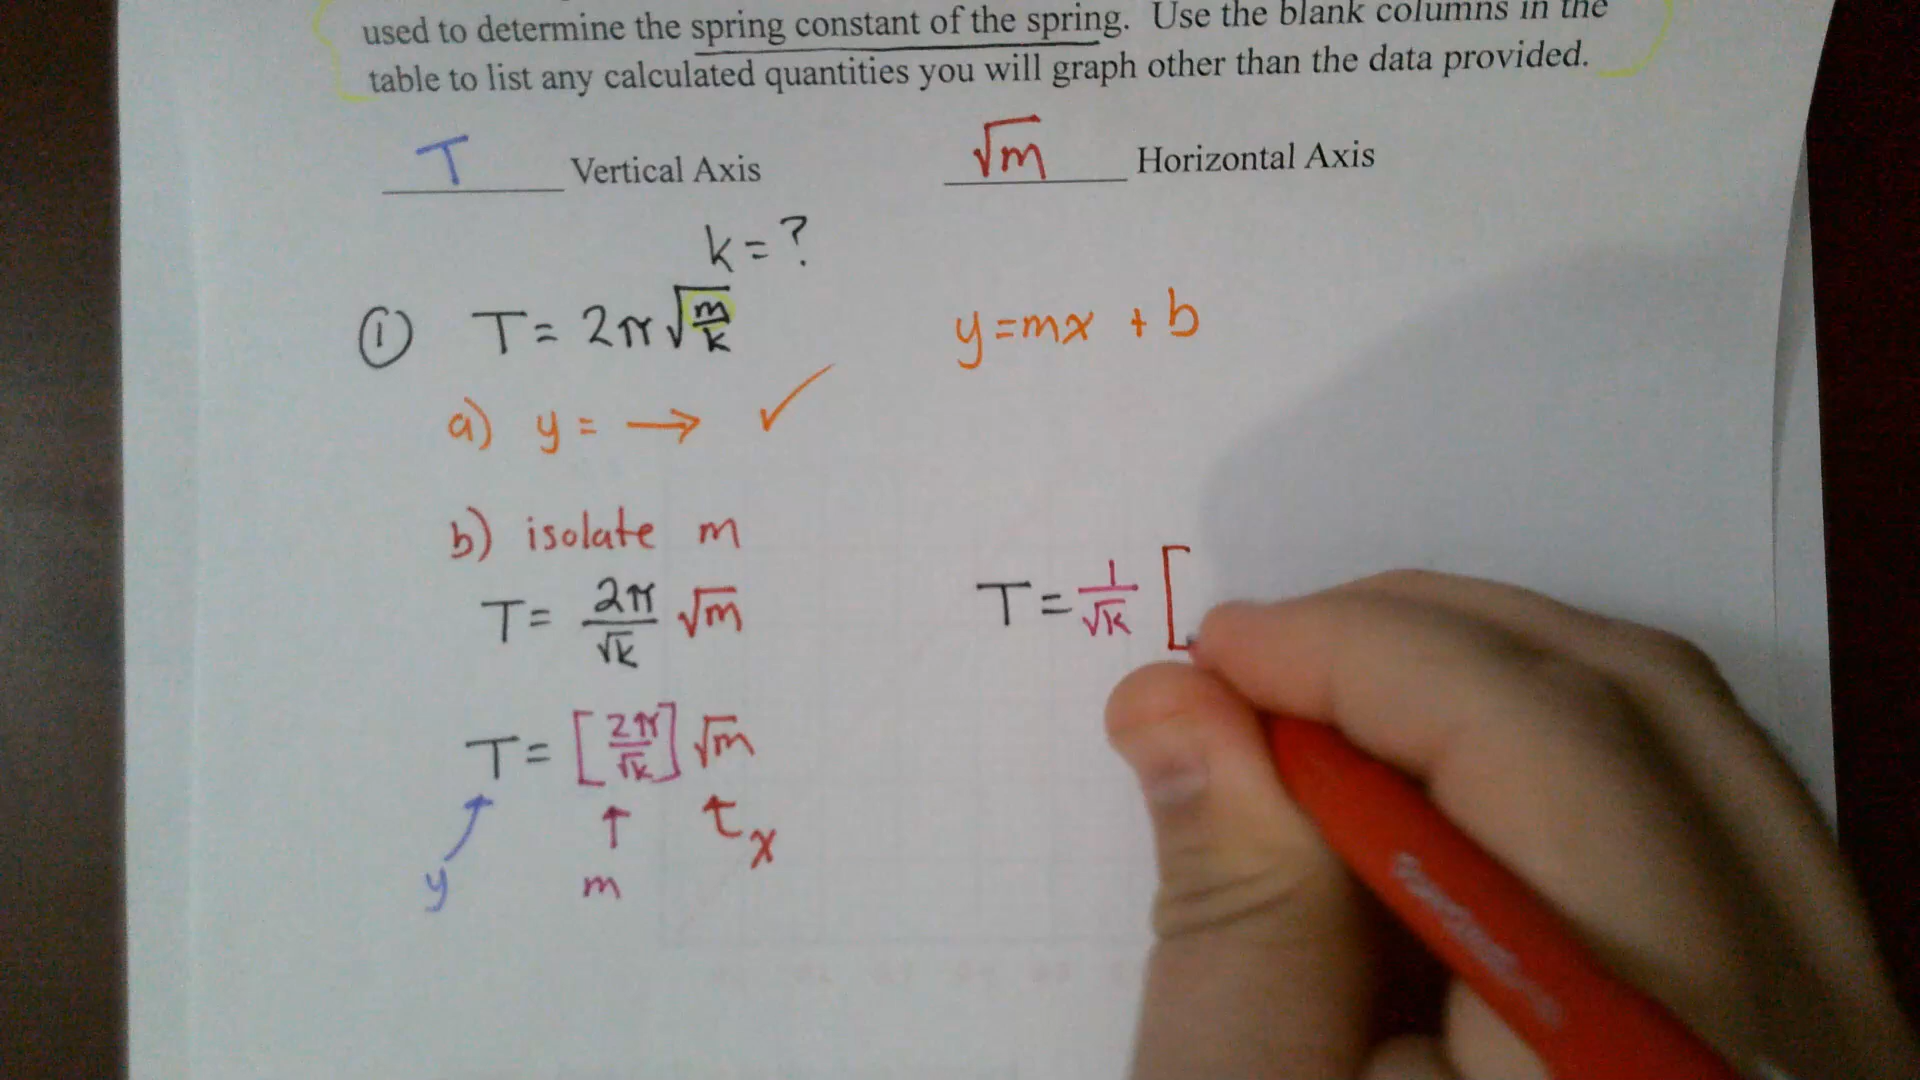 used to determine the spring constant of the spring. Use the blank columns in the
table to list any calculated quantities you will graph other than the data provided.
T Vertical Axis √m Horizontal Axis
k = ?
① T = 2π√(m/k) y = mx + b
a) y = → ✓
b) isolate m
T = 2π/√k √m T = 1/√k [
T = [2π/√k] √m
y m x